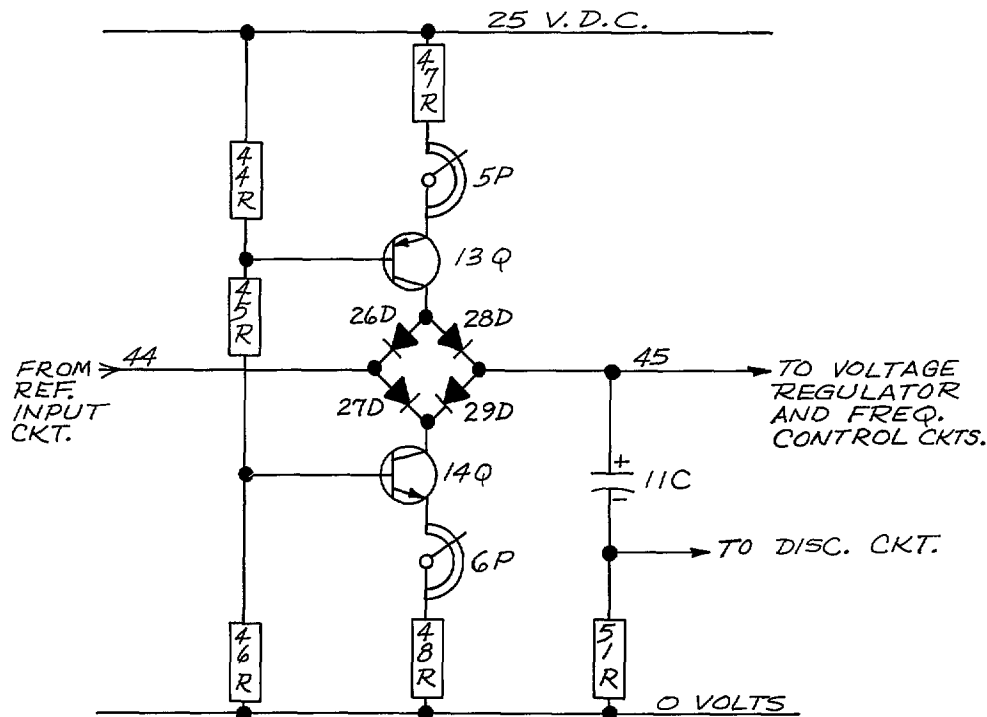 25 V.D.C.
47R
44R
5P
13Q
45R
26D
28D
FROM
REF.
INPUT
CKT.
44
45
TO VOLTAGE
REGULATOR
AND FREQ.
CONTROL CKTS.
27D
29D
14Q
+
11C
-
TO DISC. CKT.
6P
46R
48R
51R
0 VOLTS